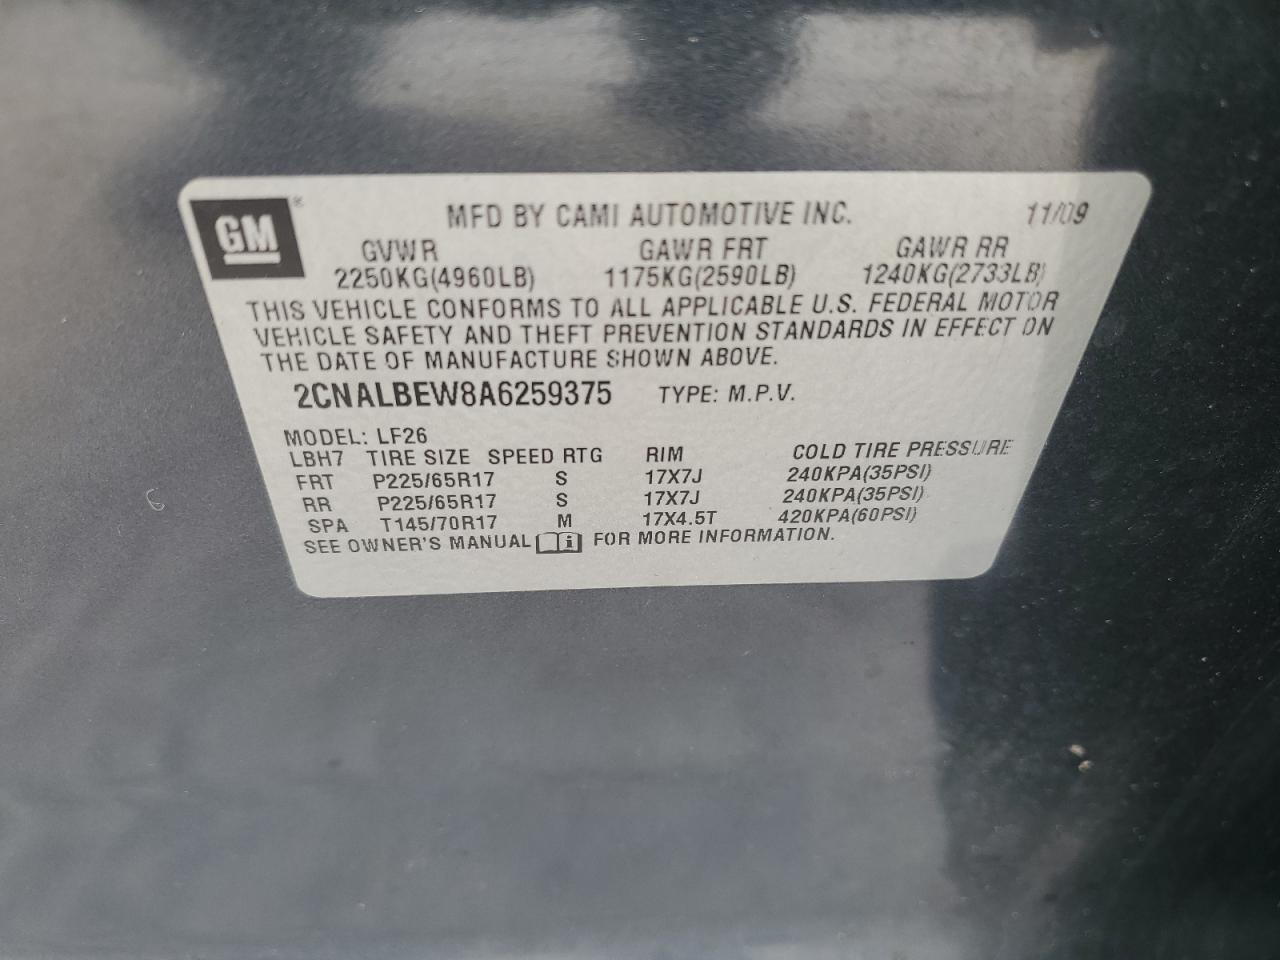 GM ® MFD BY CAMI AUTOMOTIVE INC. 11/09
GVWR GAWR FRT GAWR RR
2250KG(4960LB) 1175KG(2590LB) 1240KG(2733LB)
THIS VEHICLE CONFORMS TO ALL APPLICABLE U.S. FEDERAL MOTOR
VEHICLE SAFETY AND THEFT PREVENTION STANDARDS IN EFFECT ON
THE DATE OF MANUFACTURE SHOWN ABOVE.
2CNALBEW8A6259375 TYPE: M.P.V.
MODEL: LF26
LBH7 TIRE SIZE SPEED RTG RIM COLD TIRE PRESSURE
FRT P225/65R17 S 17X7J 240KPA(35PSI)
RR P225/65R17 S 17X7J 240KPA(35PSI)
SPA T145/70R17 M 17X4.5T 420KPA(60PSI)
SEE OWNER'S MANUAL i FOR MORE INFORMATION.